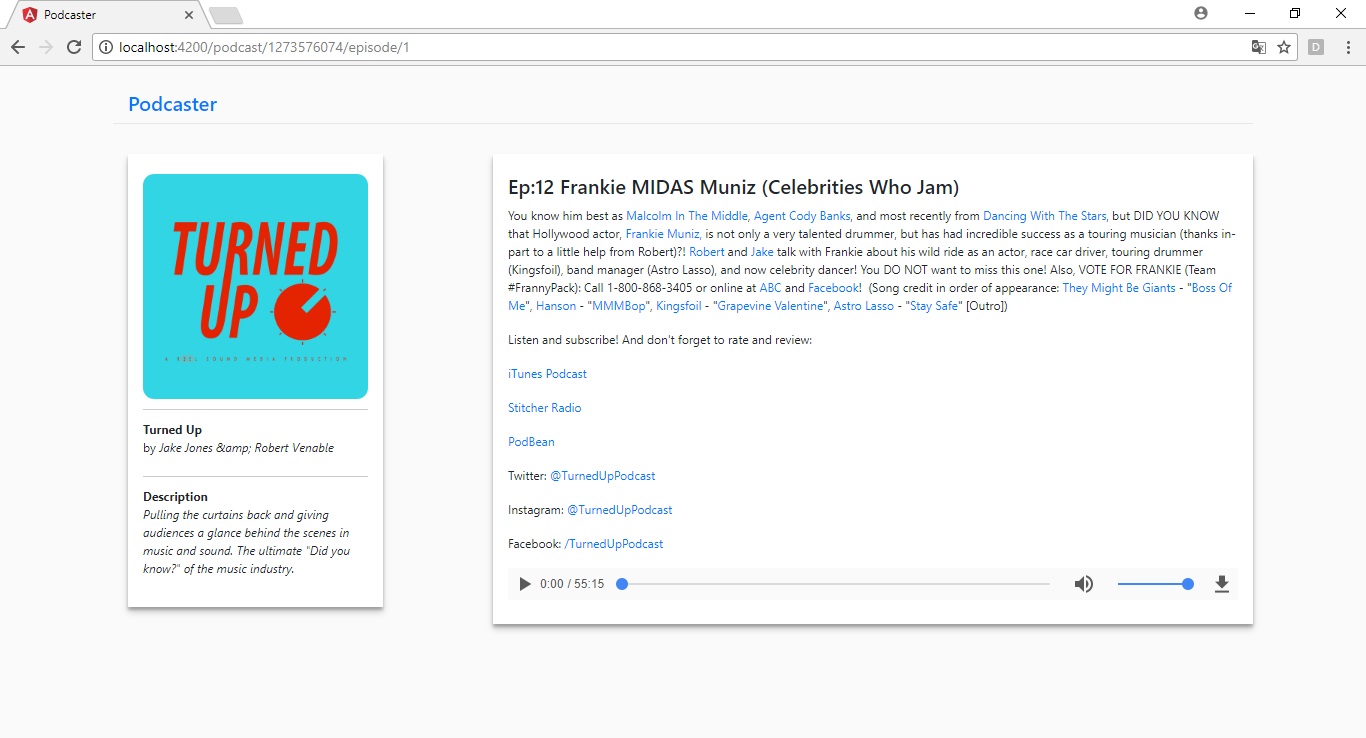 Podcaster
localhost:4200/podcast/1273576074/episode/1
D
Podcaster
TURNED
UP
A REEL SOUND MEDIA PRODUCTION
Turned Up
by Jake Jones &amp; Robert Venable
Description
Pulling the curtains back and giving
audiences a glance behind the scenes in
music and sound. The ultimate "Did you
know?" of the music industry.
Ep:12 Frankie MIDAS Muniz (Celebrities Who Jam)
You know him best as Malcolm In The Middle, Agent Cody Banks, and most recently from Dancing With The Stars, but DID YOU KNOW
that Hollywood actor, Frankie Muniz, is not only a very talented drummer, but has had incredible success as a touring musician (thanks in-
part to a little help from Robert)?! Robert and Jake talk with Frankie about his wild ride as an actor, race car driver, touring drummer
(Kingsfoil), band manager (Astro Lasso), and now celebrity dancer! You DO NOT want to miss this one! Also, VOTE FOR FRANKIE (Team
#FrannyPack): Call 1-800-868-3405 or online at ABC and Facebook!  (Song credit in order of appearance: They Might Be Giants - "Boss Of
Me", Hanson - "MMMBop", Kingsfoil - "Grapevine Valentine", Astro Lasso - "Stay Safe" [Outro])
Listen and subscribe! And don't forget to rate and review:
iTunes Podcast
Stitcher Radio
PodBean
Twitter: @TurnedUpPodcast
Instagram: @TurnedUpPodcast
Facebook: /TurnedUpPodcast
0:00 / 55:15